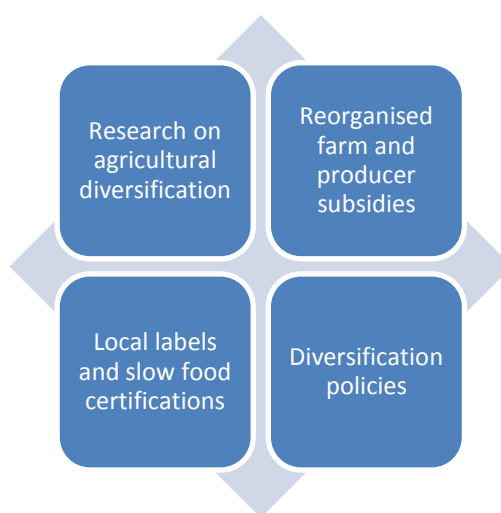 Research on
agricultural
diversification
Reorganised
farm and
producer
subsidies
Local labels
and slow food
certifications
Diversification
policies